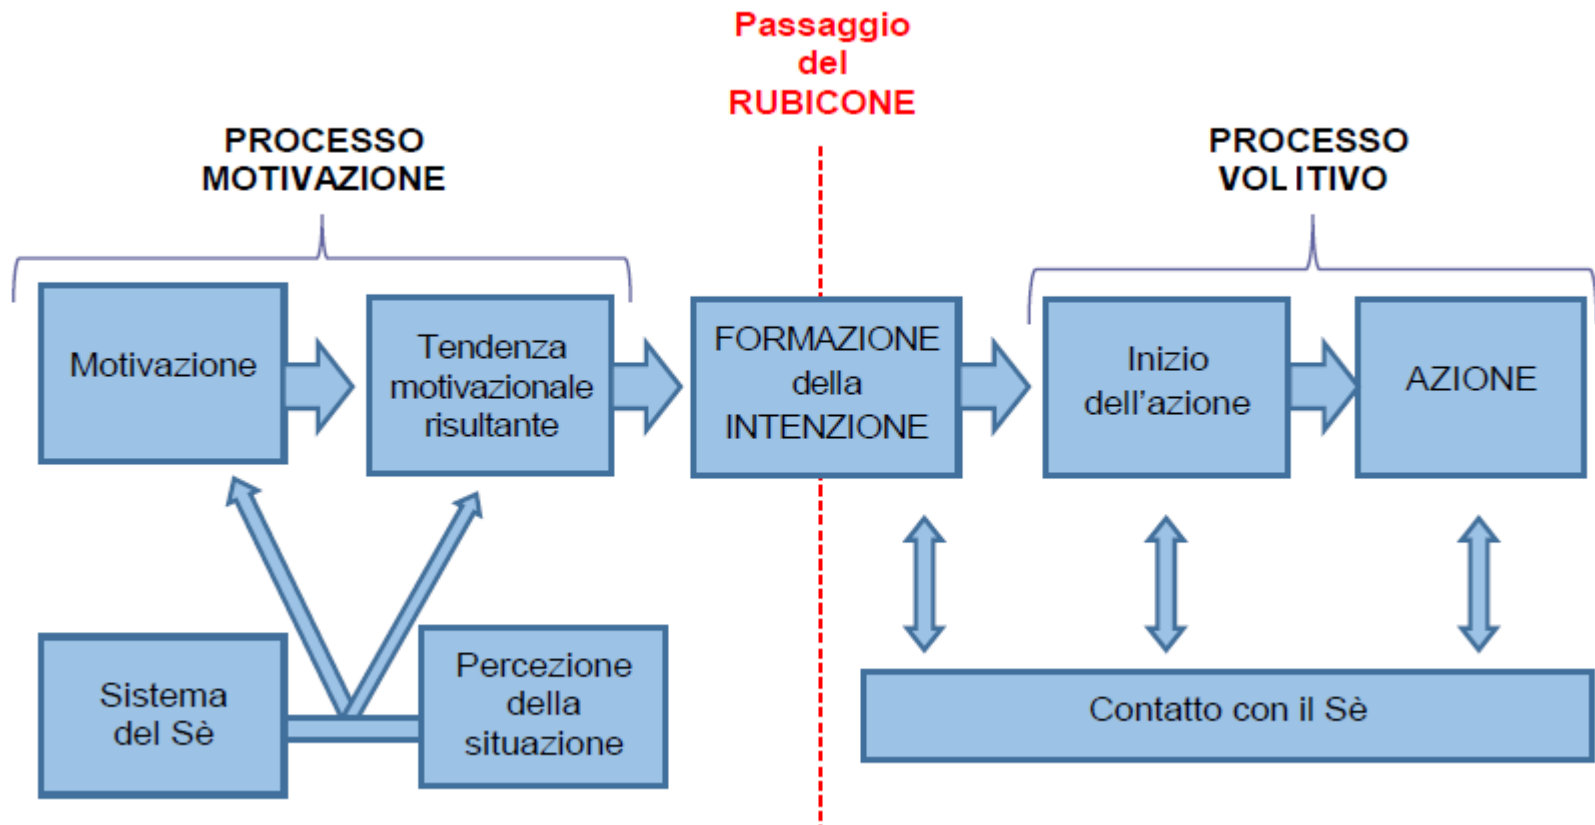 Passaggio
del
RUBICONE
PROCESSO
MOTIVAZIONE
PROCESSO
VOLITIVO
Motivazione
Tendenza
motivazionale
risultante
FORMAZIONE
della
INTENZIONE
Inizio
dell'azione
AZIONE
Sistema
del Sè
Percezione
della
situazione
Contatto con il Sè